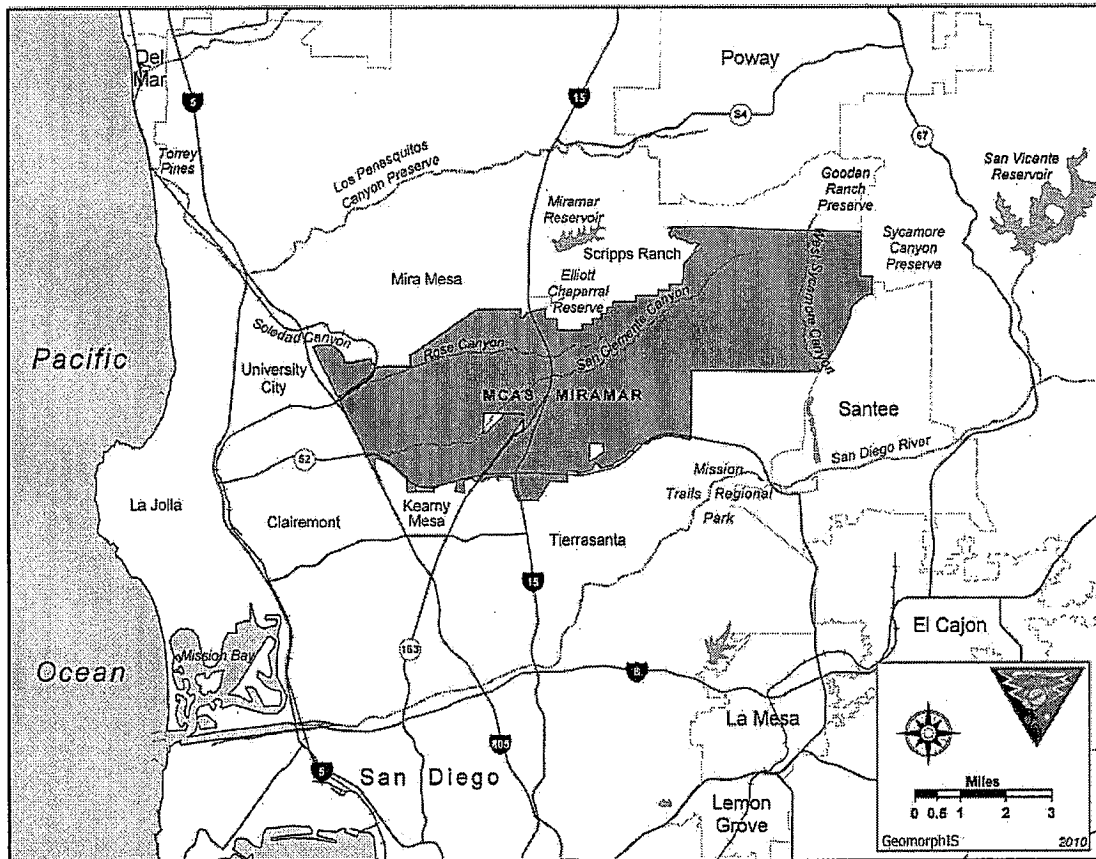 Del
Mar
5
15
Poway
S4
67
Torrey
Pines
Los Penasquitos
Canyon Preserve
San Vicente
Reservoir
Goodan
Ranch
Preserve
Miramar
Reservoir
Scripps Ranch
Sycamore
Canyon
Preserve
Mira Mesa
Elliott
Chaparral
Reserve
West Sycamore Canyon
Soledad Canyon
Rose Canyon
San Clemente Canyon
Pacific
University
City
MCAS MIRAMAR
Santee
52
San Diego River
La Jolla
Kearny
Mesa
Mission
Trails Regional
Park
Clairemont
Tierrasanta
15
163
El Cajon
Mission Bay
Ocean
8
La Mesa
805
5
San Diego
Lemon
Grove
Miles
0 0.5 1 2 3
GeomorphIS 2010